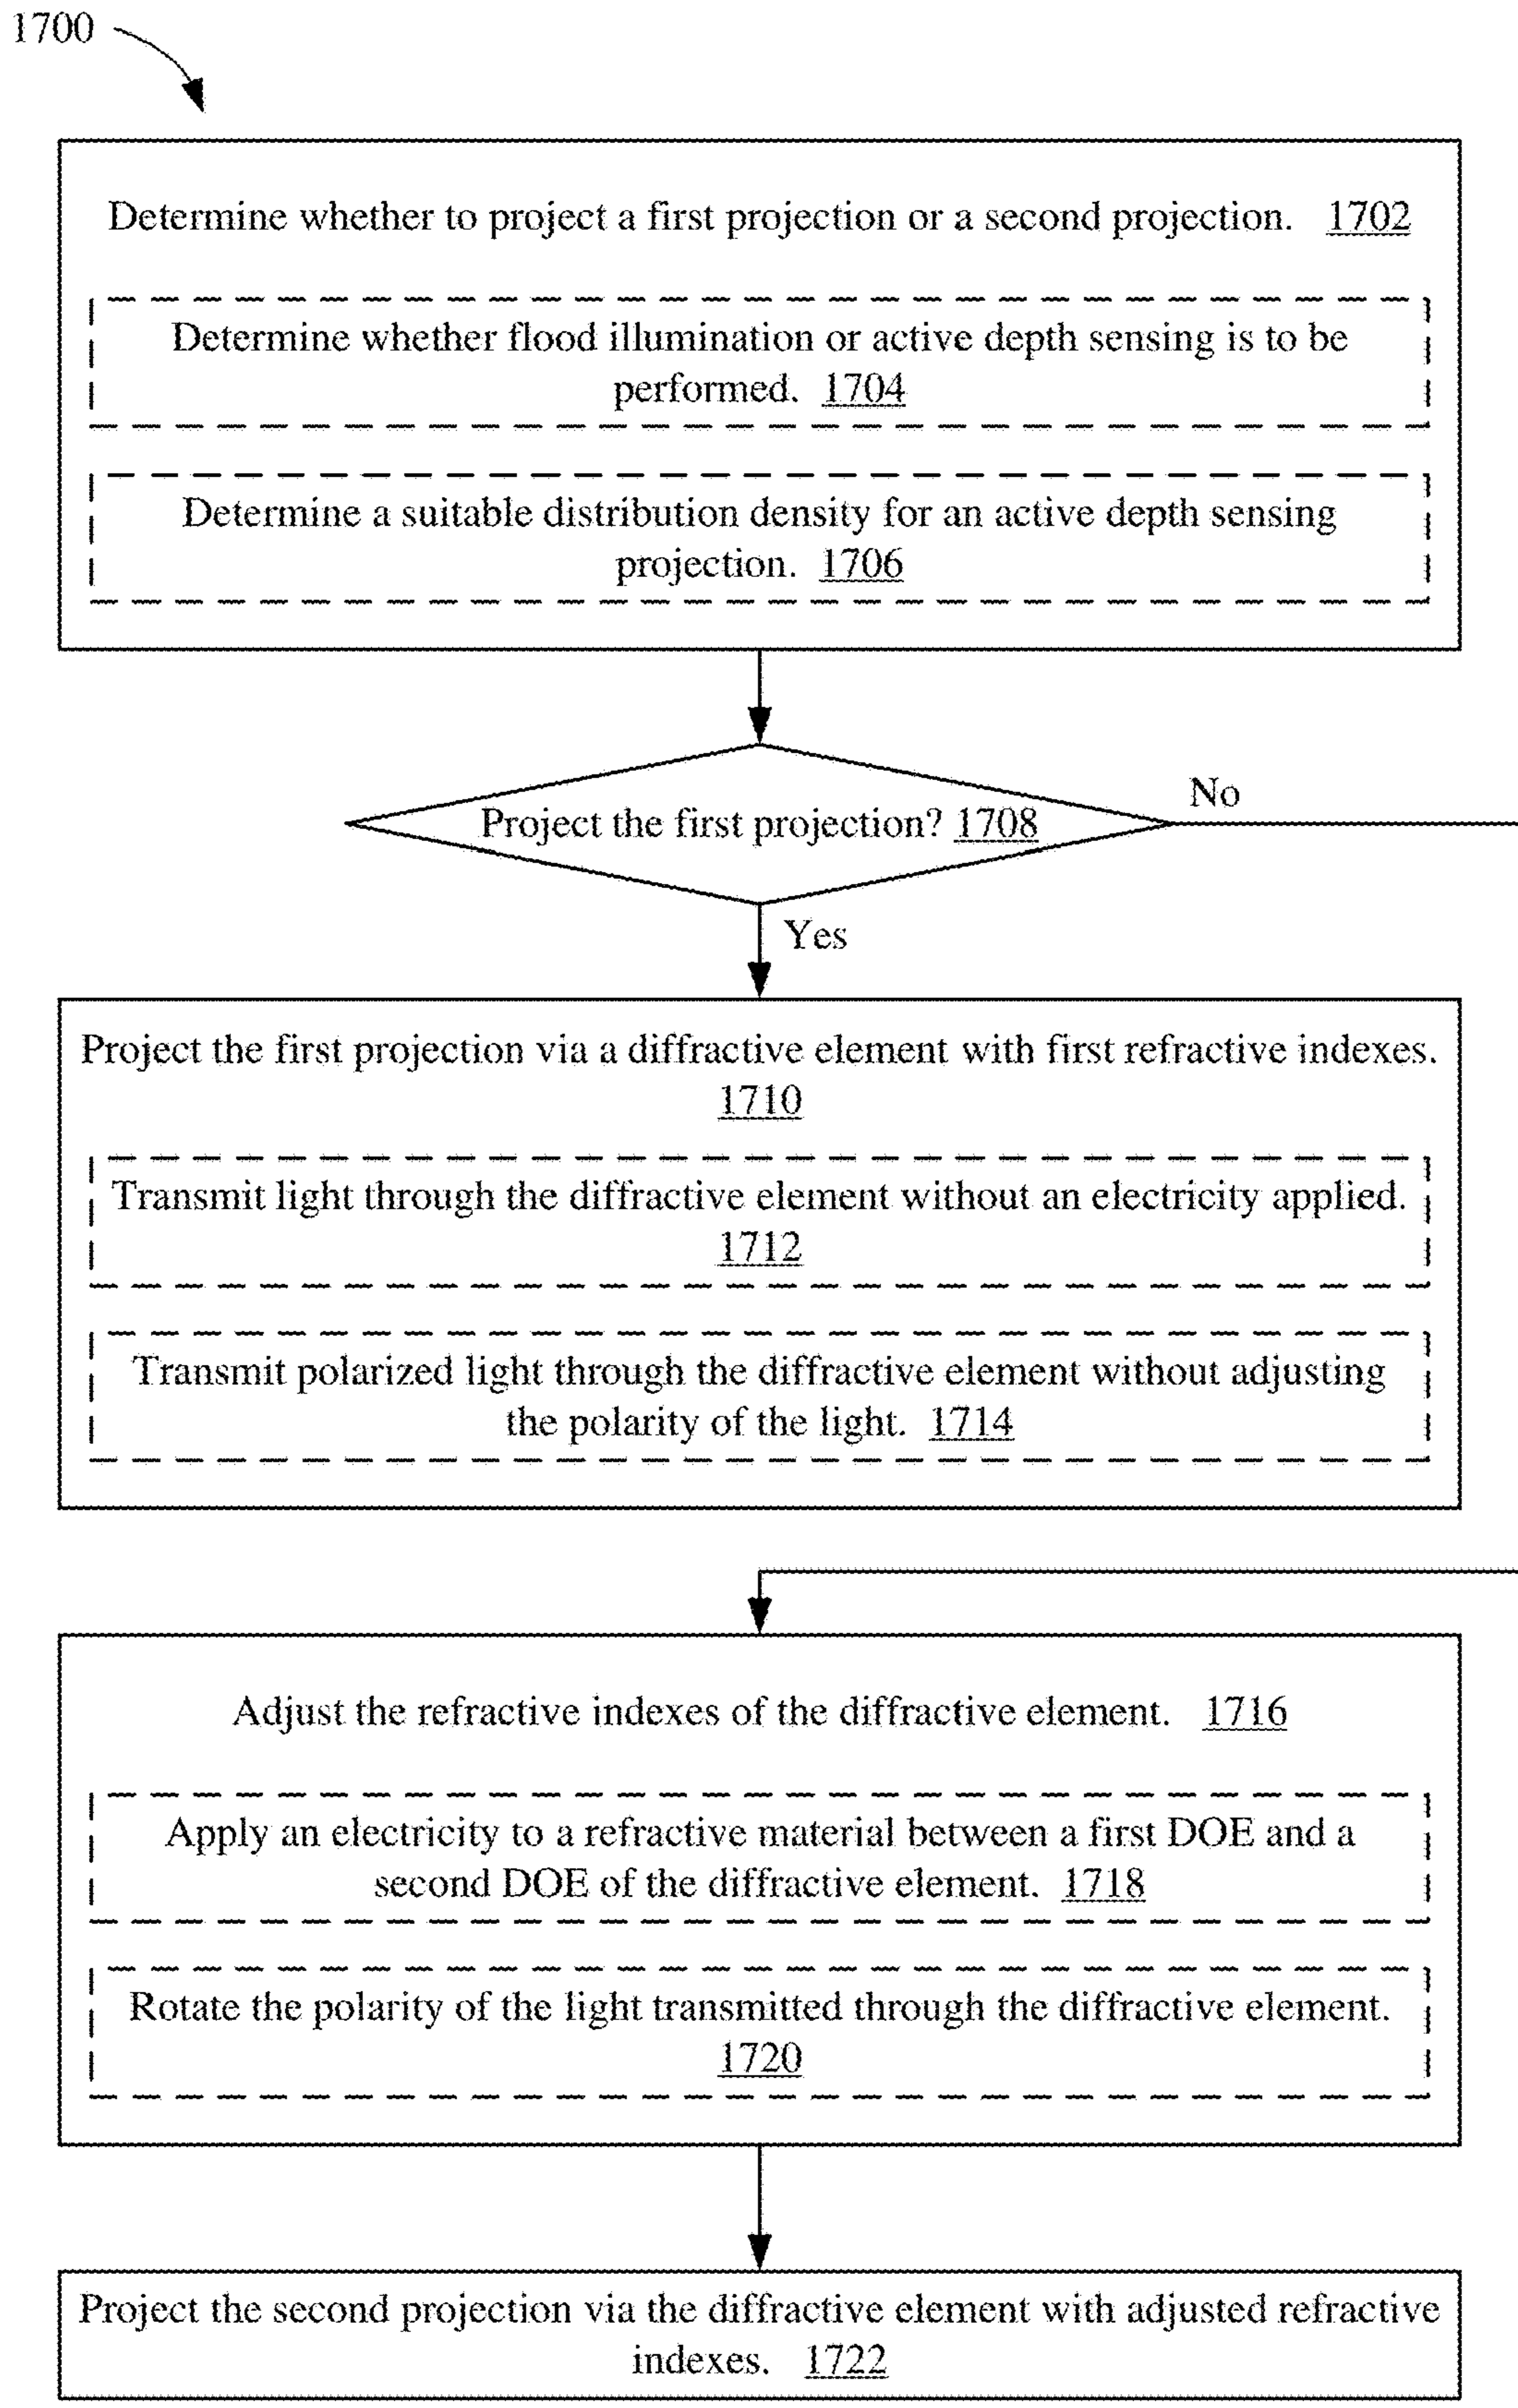 1700
Determine whether to project a first projection or a second projection. 1702
Determine whether flood illumination or active depth sensing is to be
performed. 1704
Determine a suitable distribution density for an active depth sensing
projection. 1706
Project the first projection? 1708
No
Yes
Project the first projection via a diffractive element with first refractive indexes.
1710
Transmit light through the diffractive element without an electricity applied.
1712
Transmit polarized light through the diffractive element without adjusting
the polarity of the light. 1714
Adjust the refractive indexes of the diffractive element. 1716
Apply an electricity to a refractive material between a first DOE and a
second DOE of the diffractive element. 1718
Rotate the polarity of the light transmitted through the diffractive element.
1720
Project the second projection via the diffractive element with adjusted refractive
indexes. 1722